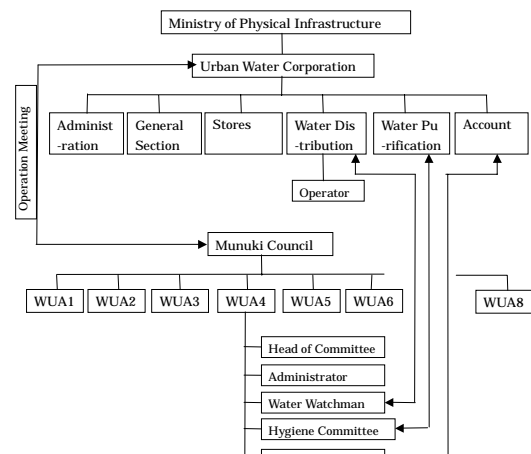 Ministry of Physical Infrastructure
Urban Water Corporation
Operation Meeting
Administ
-ration
General
Section
Stores
Water Dis
-tribution
Water Pu
-rification
Account
Operator
Munuki Council
WUA1
WUA2
WUA3
WUA4
WUA5
WUA6
WUA8
Head of Committee
Administrator
Water Watchman
Hygiene Committee